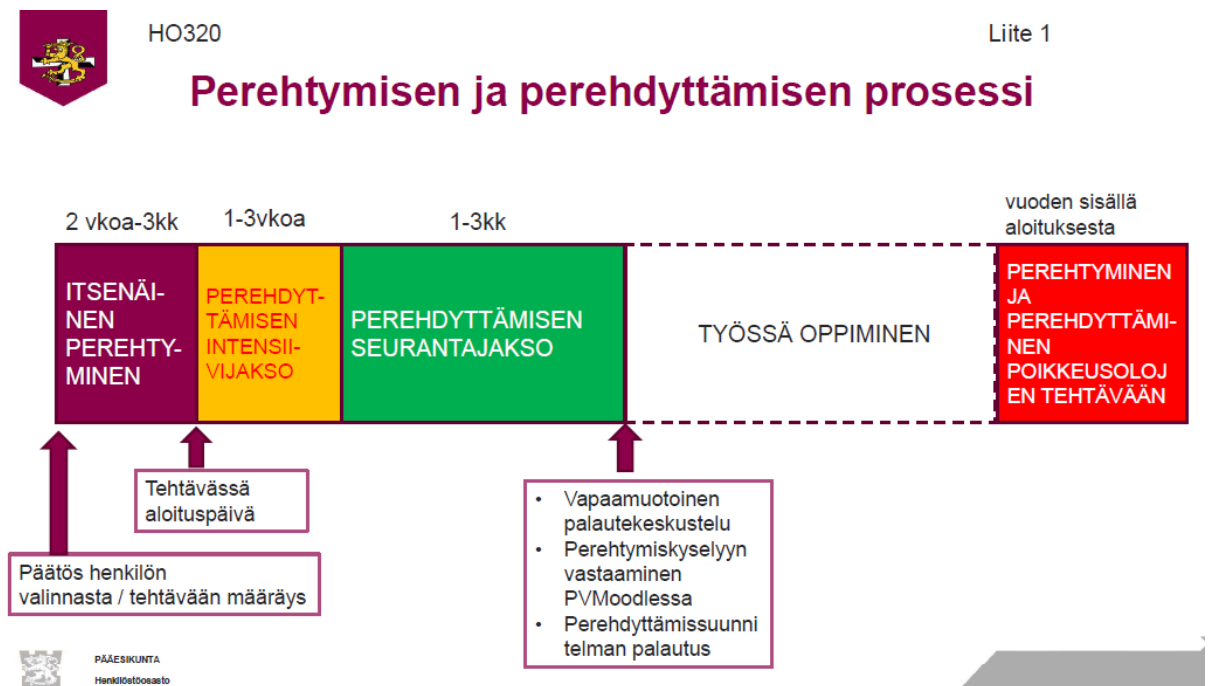 HO320
Liite 1
Perehtymisen ja perehdyttämisen prosessi
2 vkoa-3kk
1-3vkoa
1-3kk
vuoden sisällä
aloituksesta
ITSENÄI-
NEN
PEREHTY-
MINEN
PEREHDYT-
TÄMISEN
INTENSII-
VIJAKSO
PEREHDYTTÄMISEN
SEURANTAJAKSO
TYÖSSÄ OPPIMINEN
PEREHTYMINEN
JA
PEREHDYTTÄMI-
NEN
POIKKEUSOLOJ
EN TEHTÄVÄÄN
Tehtävässä
aloituspäivä
Päätös henkilön
valinnasta / tehtävään määräys
• Vapaamuotoinen
palautekeskustelu
• Perehtymiskyselyyn
vastaaminen
PVMoodlessa
• Perehdyttämissuunni
telman palautus
PÄÄESIKUNTA
Henkilöstöosasto